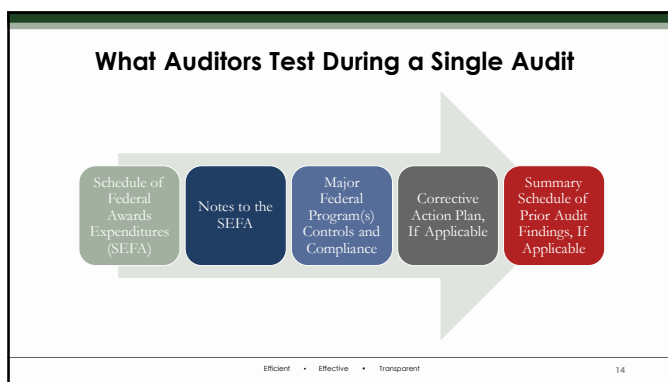 What Auditors Test During a Single Audit
Schedule of
Federal
Awards
Expenditures
(SEFA)
Notes to the
SEFA
Major
Federal
Program(s)
Controls and
Compliance
Corrective
Action Plan,
If Applicable
Summary
Schedule of
Prior Audit
Findings, If
Applicable
Efficient • Effective • Transparent
14